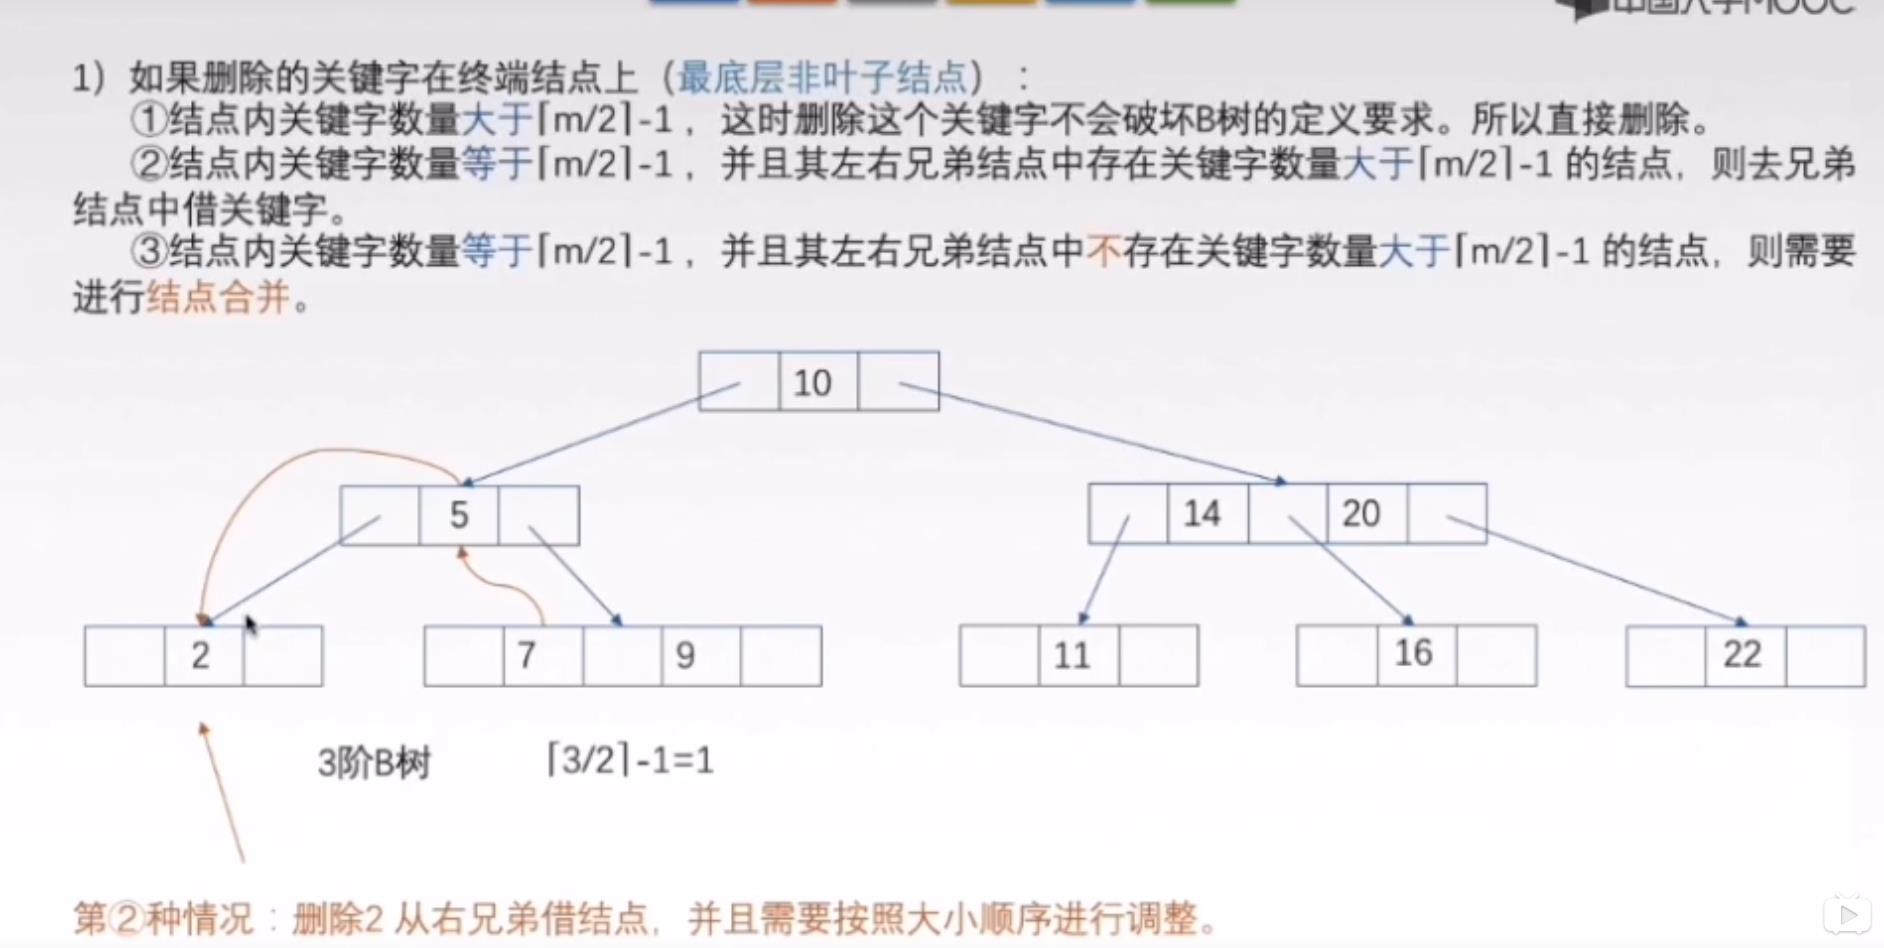 中国大学MOOC
1）如果删除的关键字在终端结点上（最底层非叶子结点）：
①结点内关键字数量大于⌈m/2⌉-1，这时删除这个关键字不会破坏B树的定义要求。所以直接删除。
②结点内关键字数量等于⌈m/2⌉-1，并且其左右兄弟结点中存在关键字数量大于⌈m/2⌉-1 的结点，则去兄弟
结点中借关键字。
③结点内关键字数量等于⌈m/2⌉-1，并且其左右兄弟结点中不存在关键字数量大于⌈m/2⌉-1 的结点，则需要
进行结点合并。
10
5 14 20
2 7 9 11 16 22
3阶B树 ⌈3/2⌉-1=1
第②种情况：删除2 从右兄弟借结点，并且需要按照大小顺序进行调整。